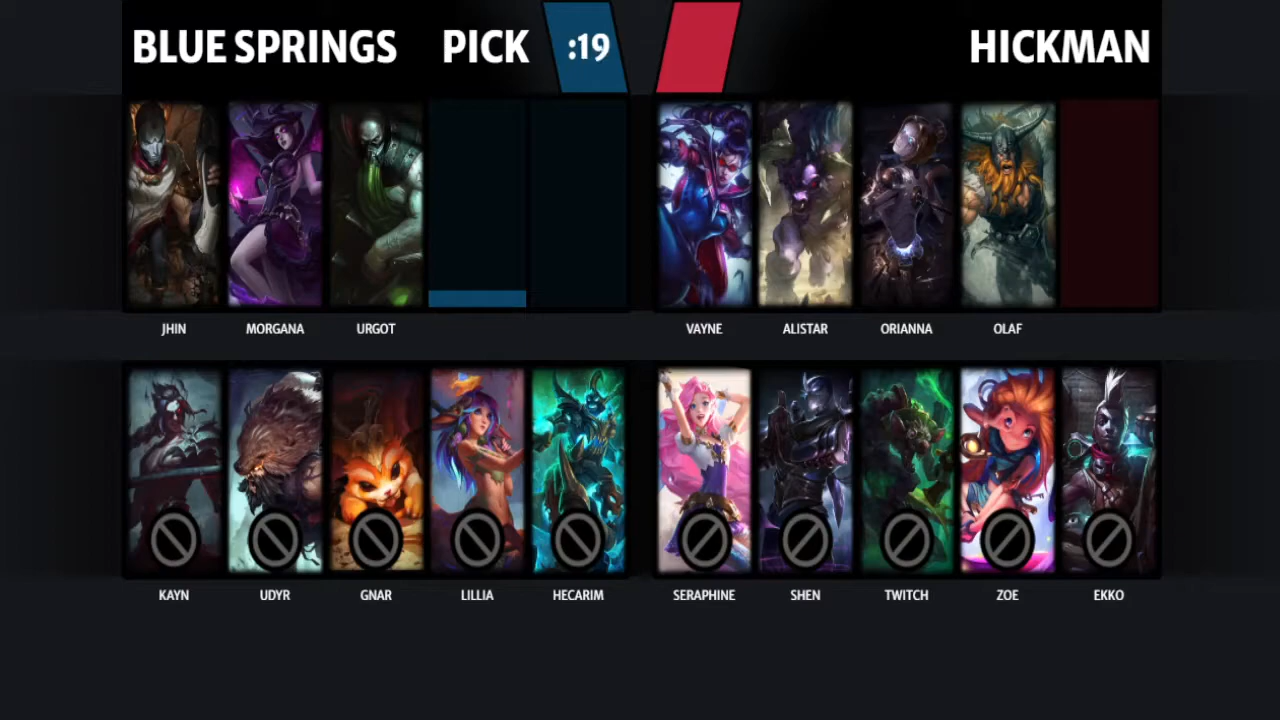 BLUE SPRINGS PICK :19 HICKMAN
JHIN MORGANA URGOT VAYNE ALISTAR ORIANNA OLAF
KAYN UDYR GNAR LILLIA HECARIM SERAPHINE SHEN TWITCH ZOE EKKO